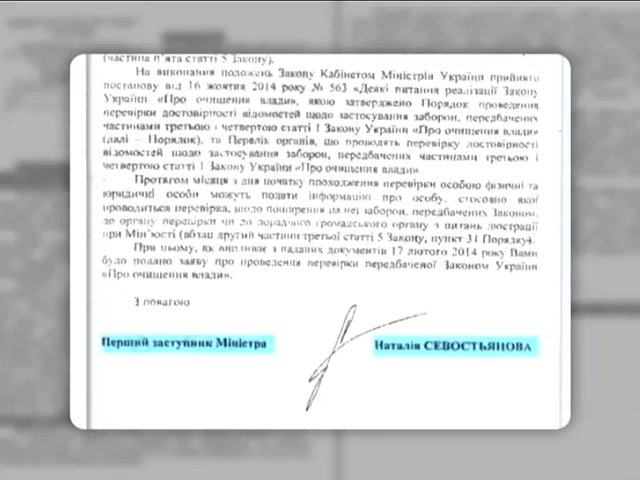 (частина п'ята статті 5 Закону).
На виконання положень Закону Кабінетом Міністрів України прийнято
постанову від 16 жовтня 2014 року № 563 «Деякі питання реалізації Закону
України «Про очищення влади», якою затверджено Порядок проведення
перевірки достовірності відомостей щодо застосування заборон, передбачених
частинами третьою і четвертою статті 1 Закону України «Про очищення влади»
(далі – Порядок), та Перелік органів, що проводять перевірку достовірності
відомостей щодо застосування заборон, передбачених частинами третьою і
четвертою статті 1 Закону України «Про очищення влади».
Протягом місяця з дня початку проходження перевірки особою фізичні та
юридичні особи можуть подати інформацію про особу, стосовно якої
проводиться перевірка, щодо поширення на неї заборон, передбачених Законом,
до органу перевірки чи до дорадчого громадського органу з питань люстрації
при Мін'юсті (абзац другий частини третьої статті 5 Закону, пункт 31 Порядку).
При цьому, як випливає з наданих документів 17 лютого 2014 року Вами
було подано заяву про проведення перевірки передбаченої Законом України
«Про очищення влади».
З повагою
Перший заступник Міністра Наталія СЕВОСТЬЯНОВА